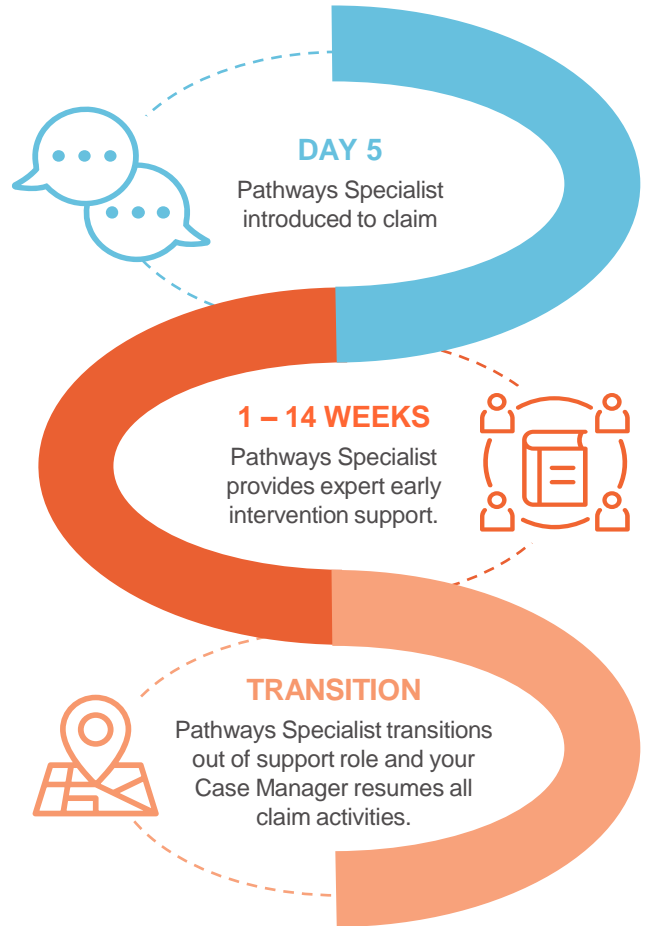 DAY 5
Pathways Specialist
introduced to claim
1 – 14 WEEKS
Pathways Specialist
provides expert early
intervention support.
TRANSITION
Pathways Specialist transitions
out of support role and your
Case Manager resumes all
claim activities.